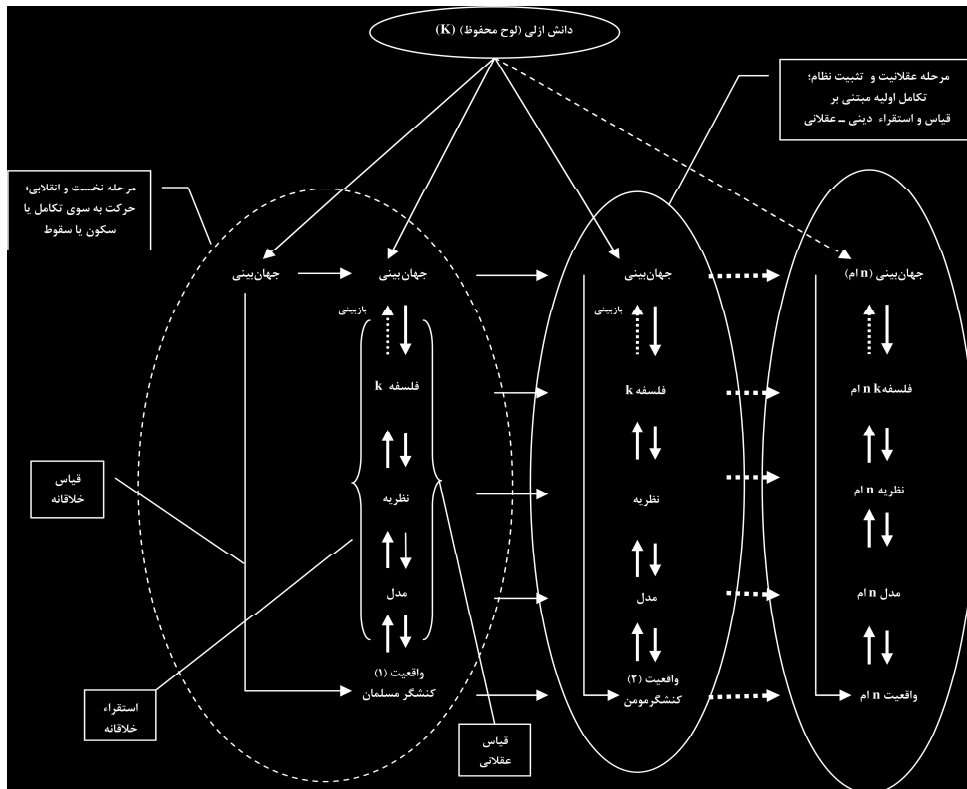 دانش ازلی (لوح محفوظ) (K)
مرحله عقلانیت و تثبیت نظام؛
تکامل اولیه مبتنی بر
قیاس و استقراء دینی – عقلانی
مرحله نخست و انقلابی؛
حرکت به سوی تکامل یا
سکون یا سقوط
جهان‌بینی
جهان‌بینی
جهان‌بینی
جهان‌بینی (n ام)
بازبینی
بازبینی
فلسفه k
فلسفه k
فلسفه n k ام
قیاس
خلاقانه
نظریه
نظریه
نظریه n ام
مدل
مدل
مدل n ام
واقعیت (۱)
کنشگر مسلمان
واقعیت (۲)
کنشگرمومن
واقعیت n ام
استقراء
خلاقانه
قیاس
عقلانی